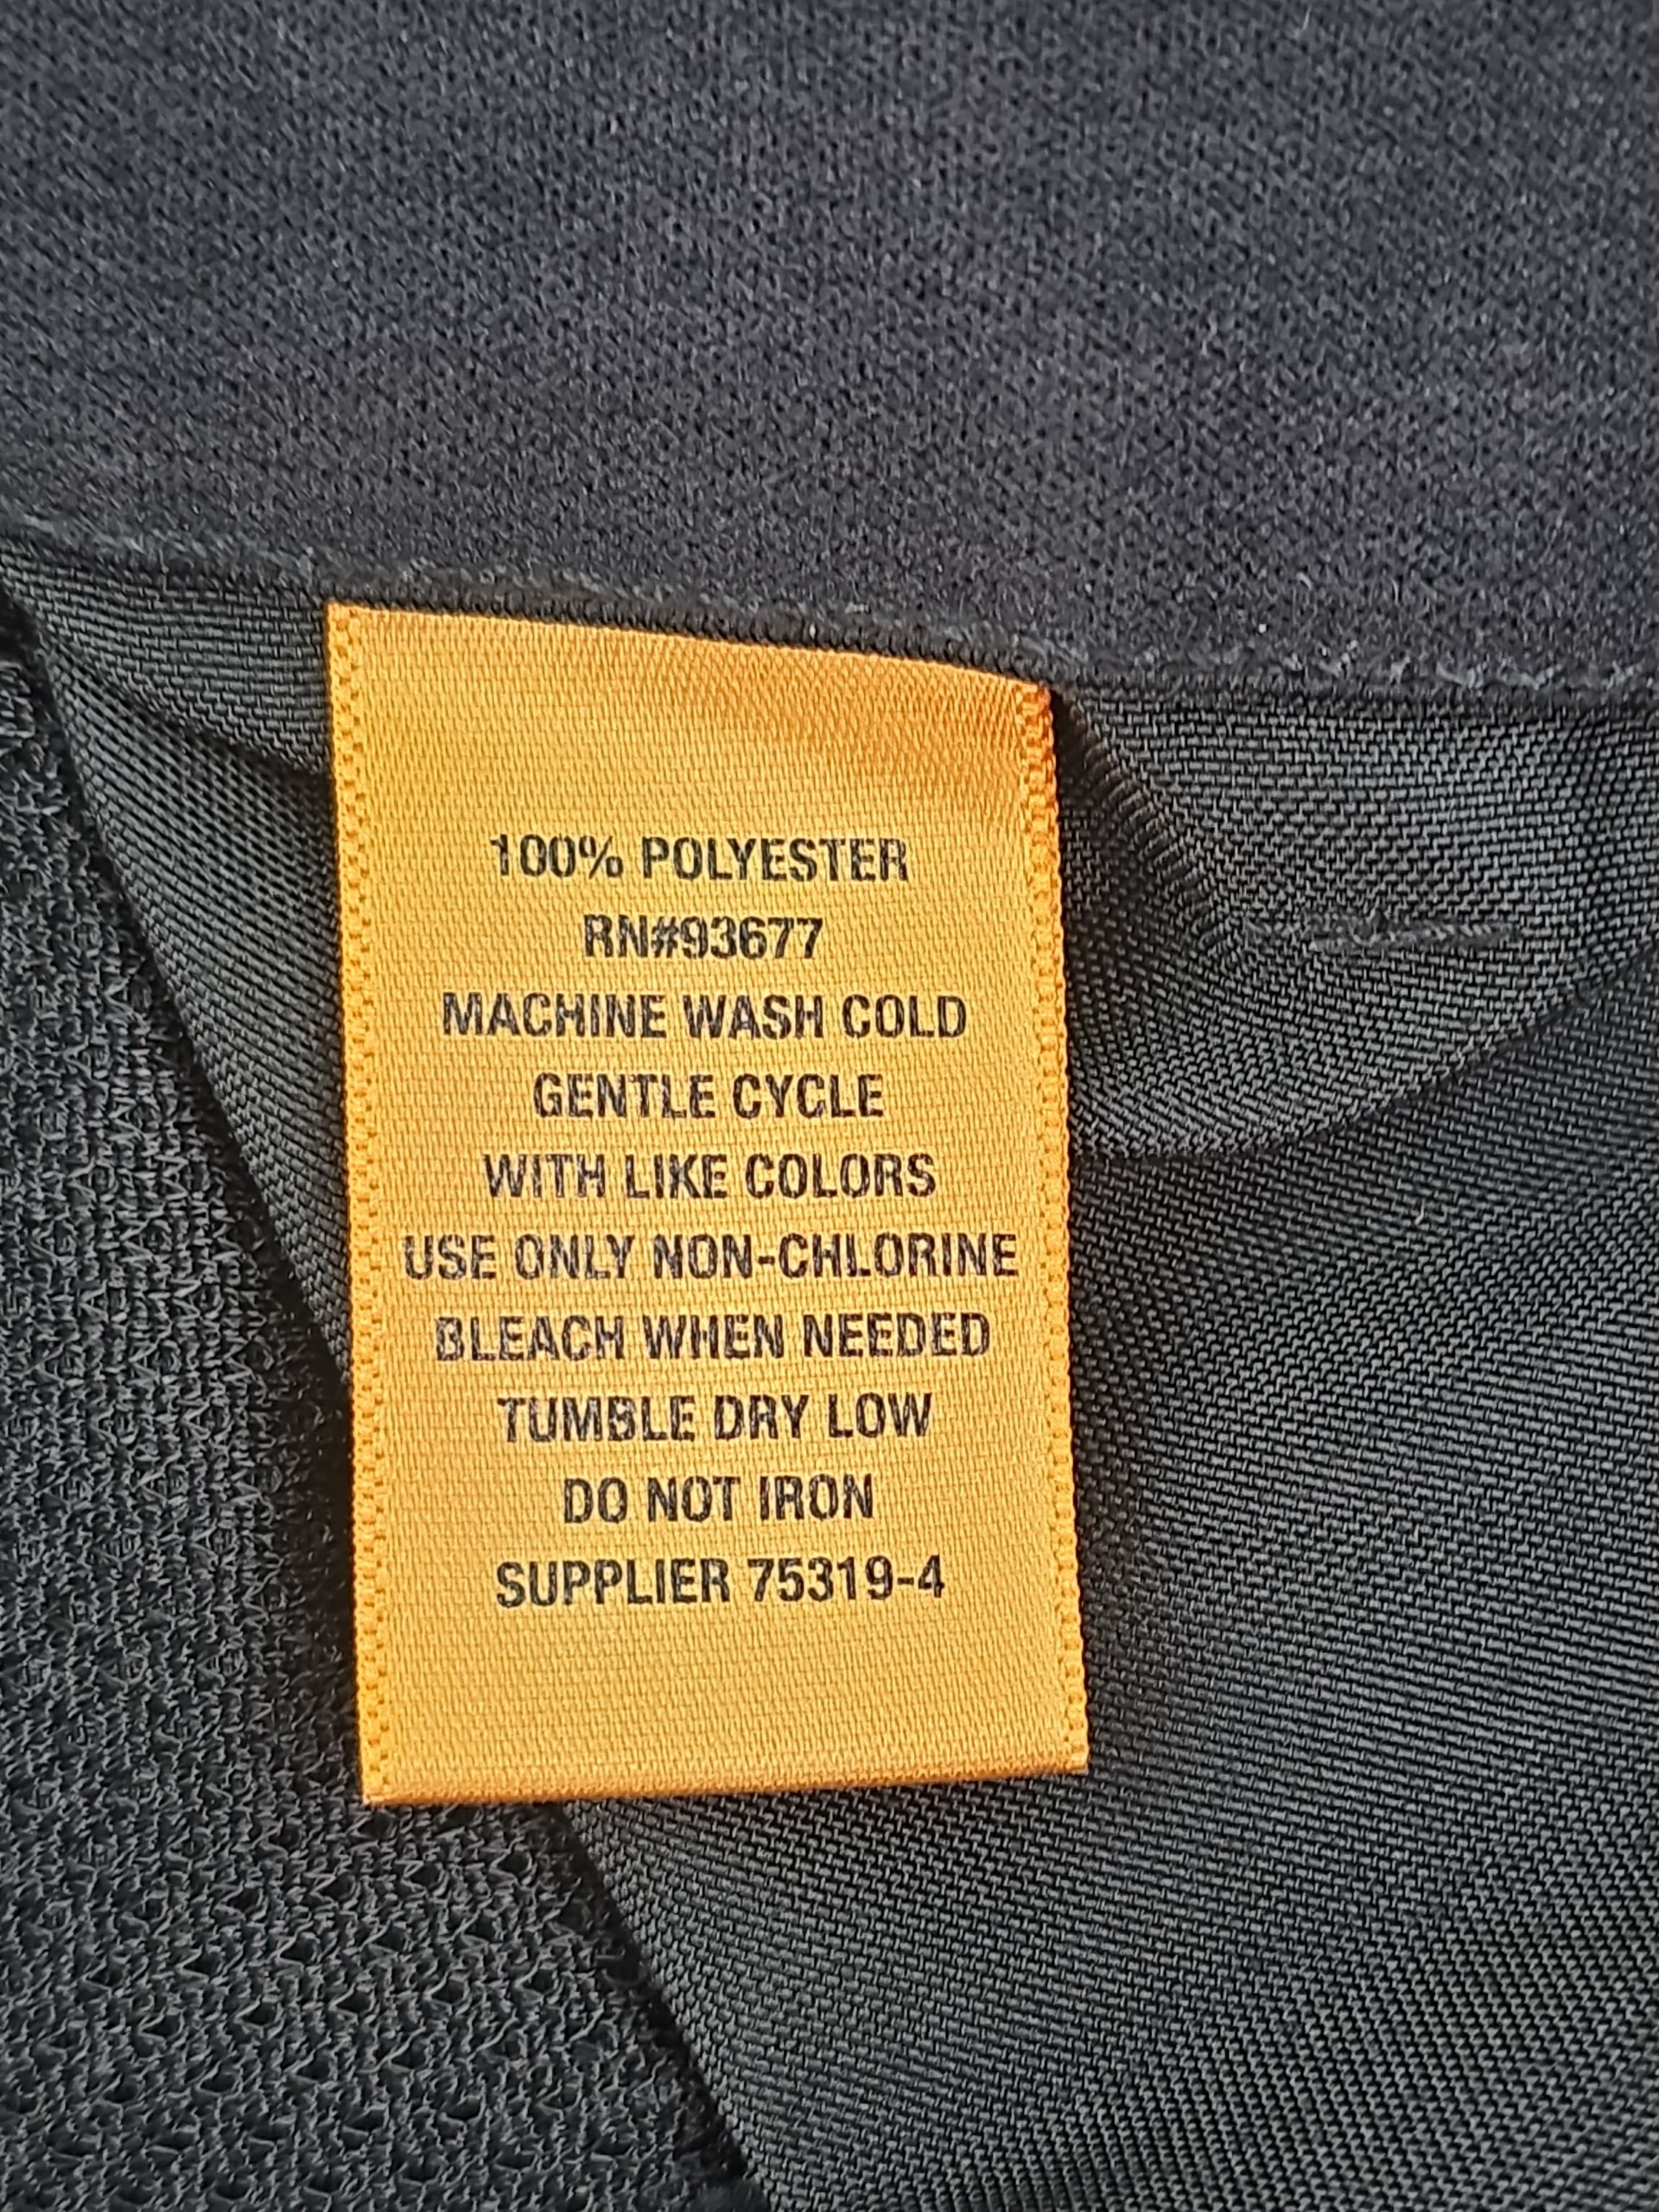 100% POLYESTER
RN#93677
MACHINE WASH COLD
GENTLE CYCLE
WITH LIKE COLORS
USE ONLY NON-CHLORINE
BLEACH WHEN NEEDED
TUMBLE DRY LOW
DO NOT IRON
SUPPLIER 75319-4